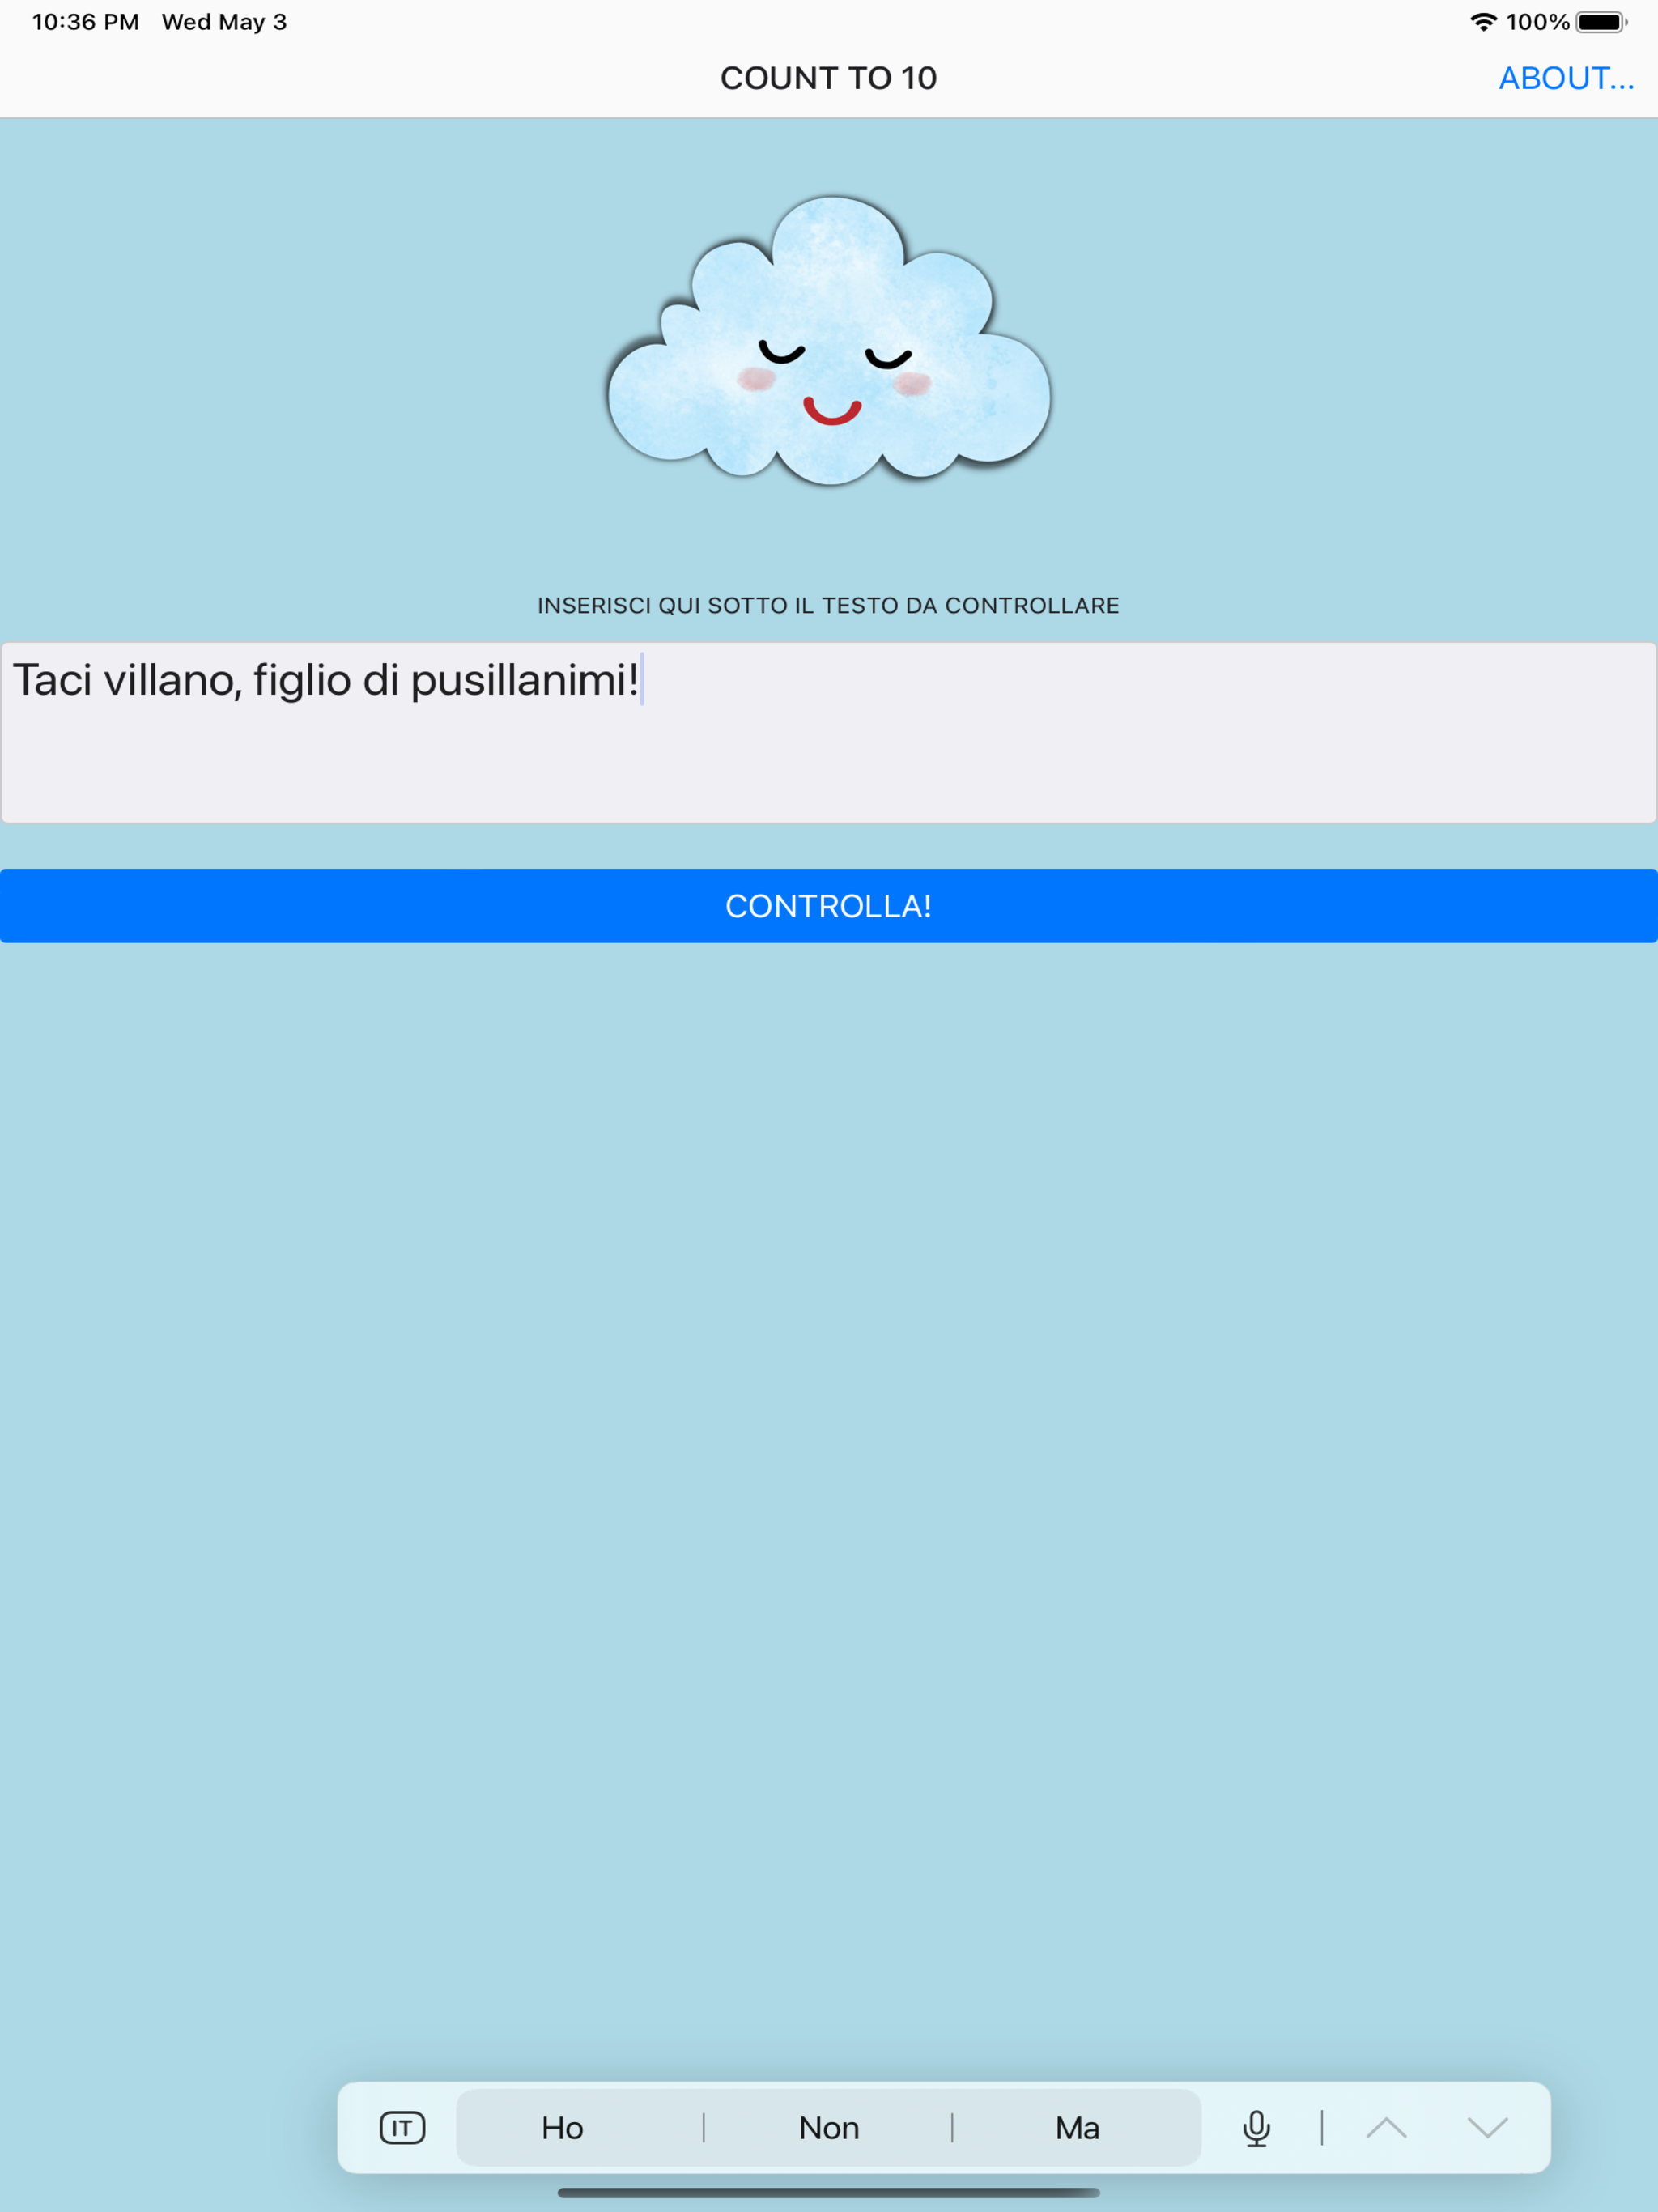 10:36 PM Wed May 3 100%
COUNT TO 10 ABOUT...
INSERISCI QUI SOTTO IL TESTO DA CONTROLLARE
Taci villano, figlio di pusillanimi!
CONTROLLA!
IT Ho Non Ma